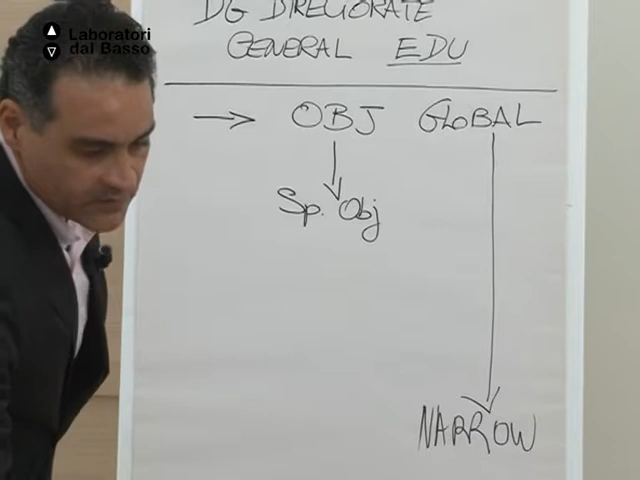 Laboratori
dal Basso
DG DIRECTORATE
GENERAL EDU
→ OBJ GLOBAL
Sp. Obj
NARROW